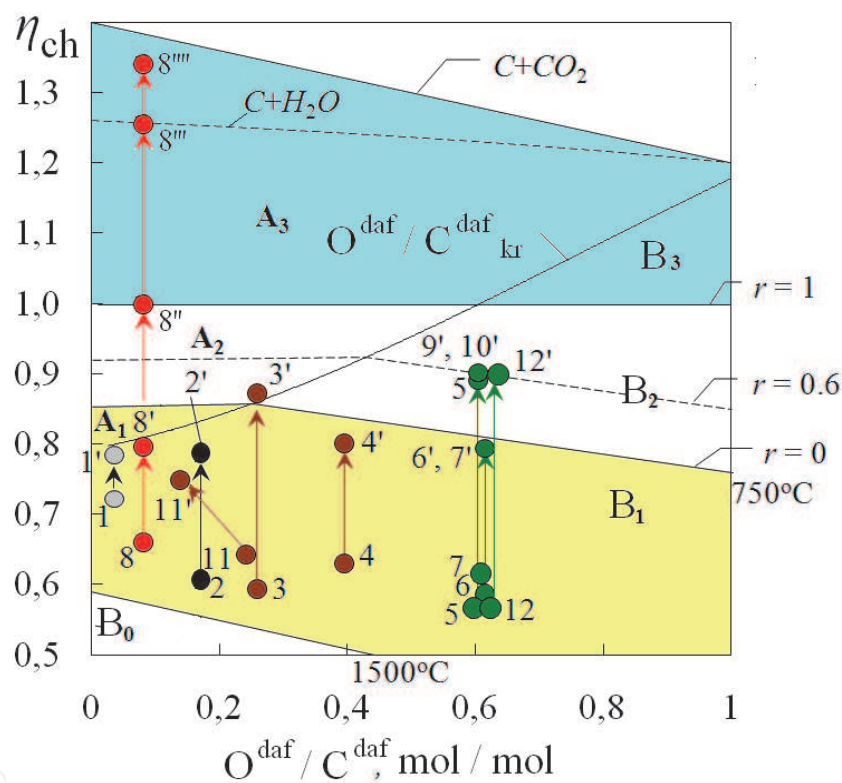 ηch
C+CO2
8''''
1,3
C+H2O
8'''
1,2
A3
O^daf / C^daf kr
1,1
B3
r = 1
1,0
8''
A2
9', 10'
12'
2'
3'
5
0,9
B2
r = 0.6
A1
8'
0,8
1'
4'
6', 7'
r = 0
750°C
11'
B1
0,7
1
8
11
4
7
0,6
2
3
6
5
12
B0
0,5
1500°C
0
0,2
0,4
0,6
0,8
1
O^daf / C^daf, mol / mol